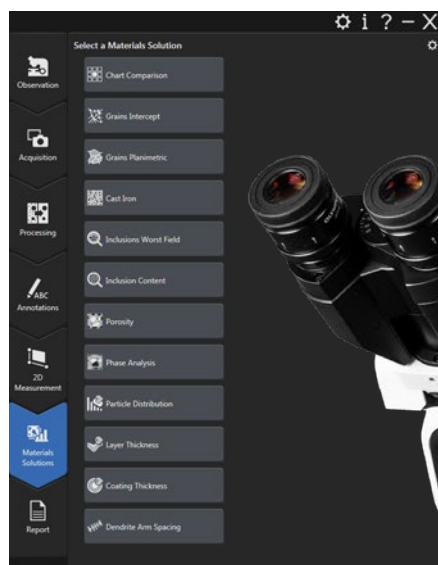 Select a Materials Solution
Observation
Acquisition
Processing
Annotations
2D
Measurement
Materials
Solutions
Report
Chart Comparison
Grains Intercept
Grains Planimetric
Cast Iron
Inclusions Worst Field
Inclusion Content
Porosity
Phase Analysis
Particle Distribution
Layer Thickness
Coating Thickness
Dendrite Arm Spacing
ABC